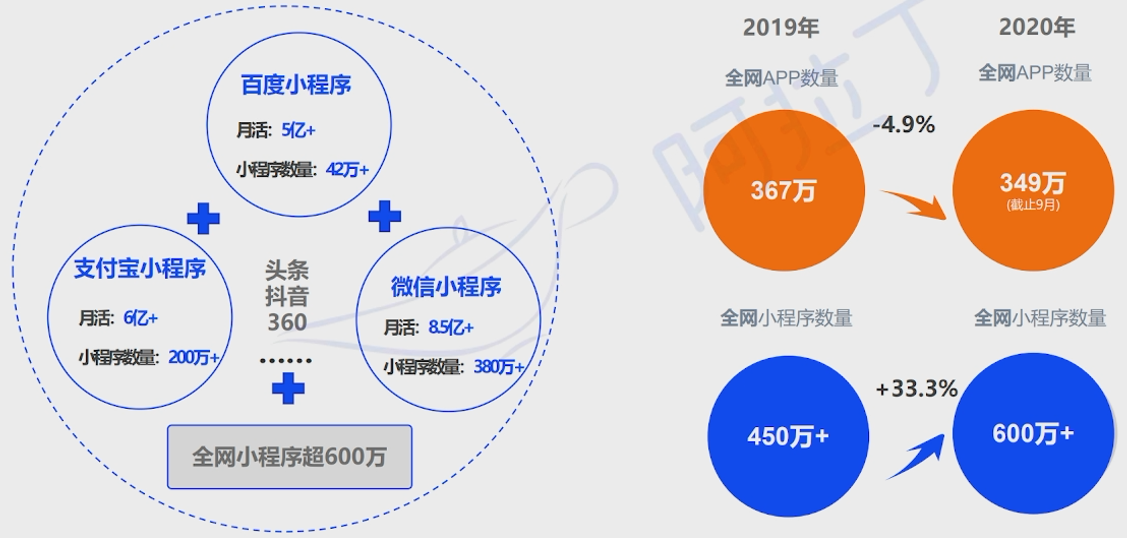 百度小程序
月活：5亿+
小程序数量：42万+
支付宝小程序
月活：6亿+
小程序数量：200万+
头条
抖音
360
......
微信小程序
月活：8.5亿+
小程序数量：380万+
全网小程序超600万
2019年
2020年
全网APP数量
全网APP数量
-4.9%
367万
349万
(截止9月)
全网小程序数量
全网小程序数量
+33.3%
450万+
600万+
阿拉丁